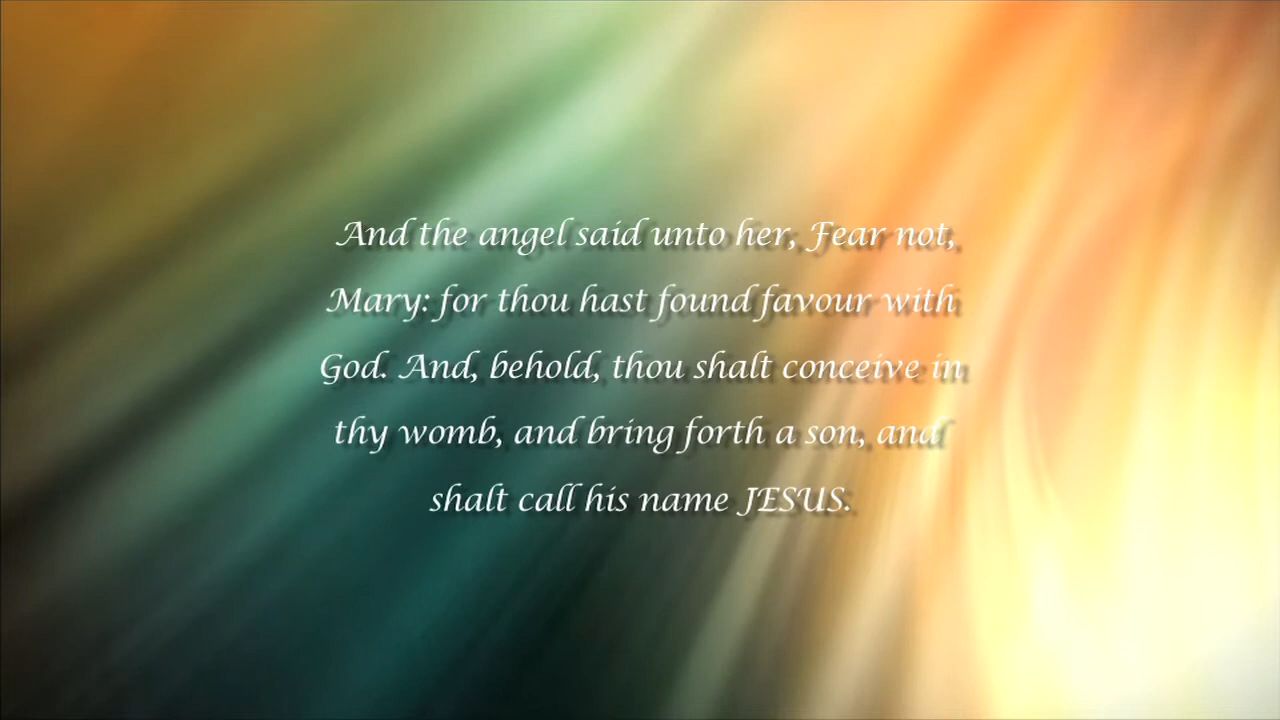 And the angel said unto her, Fear not,
Mary: for thou hast found favour with
God. And, behold, thou shalt conceive in
thy womb, and bring forth a son, and
shalt call his name JESUS.